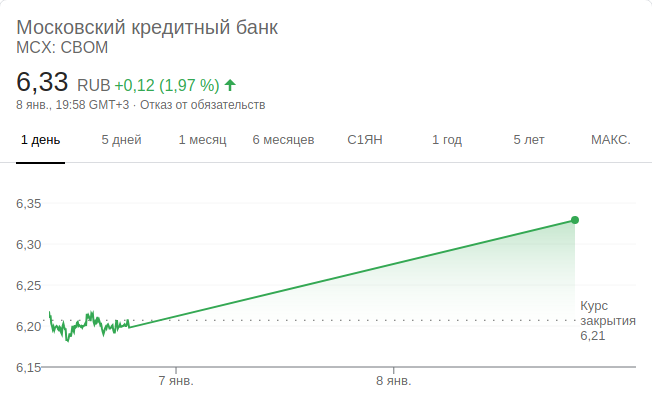 Московский кредитный банк
MCX: CBOM
6,33 RUB +0,12 (1,97 %)
8 янв., 19:58 GMT+3 · Отказ от обязательств
1 день 5 дней 1 месяц 6 месяцев С1ЯН 1 год 5 лет МАКС.
6,35
6,30
6,25
6,20
6,15
Курс
закрытия
6,21
7 янв. 8 янв.